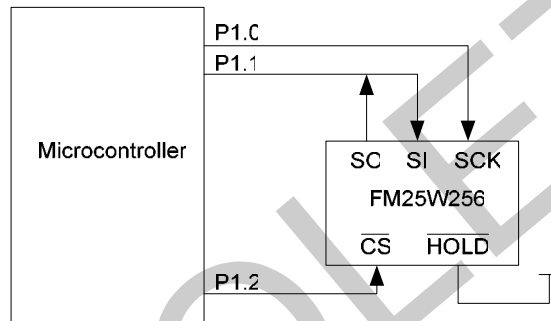 P1.0
P1.1
Microcontroller
SO SI SCK
FM25W256
CS HOLD
P1.2